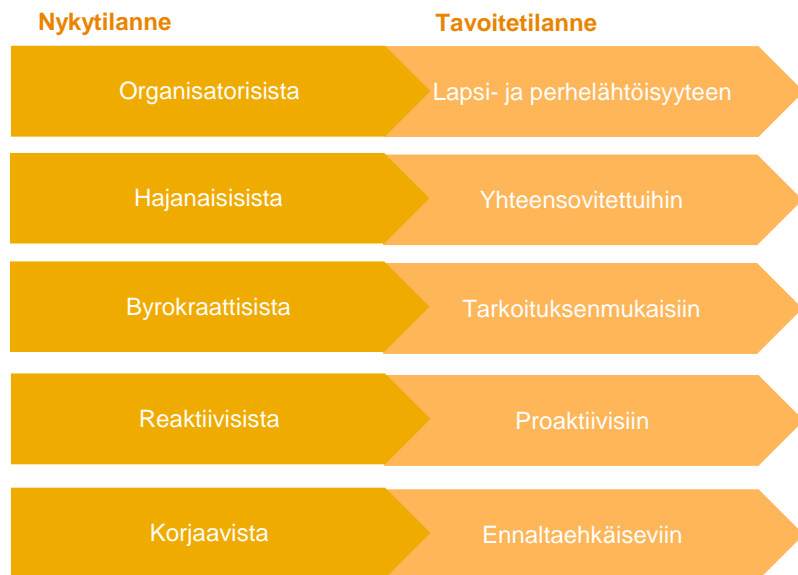 Nykytilanne Tavoitetilanne
Organisatorisista Lapsi- ja perhelähtöisyyteen
Hajanaisisista Yhteensovitettuihin
Byrokraattisista Tarkoituksenmukaisiin
Reaktiivisista Proaktiivisiin
Korjaavista Ennaltaehkäiseviin